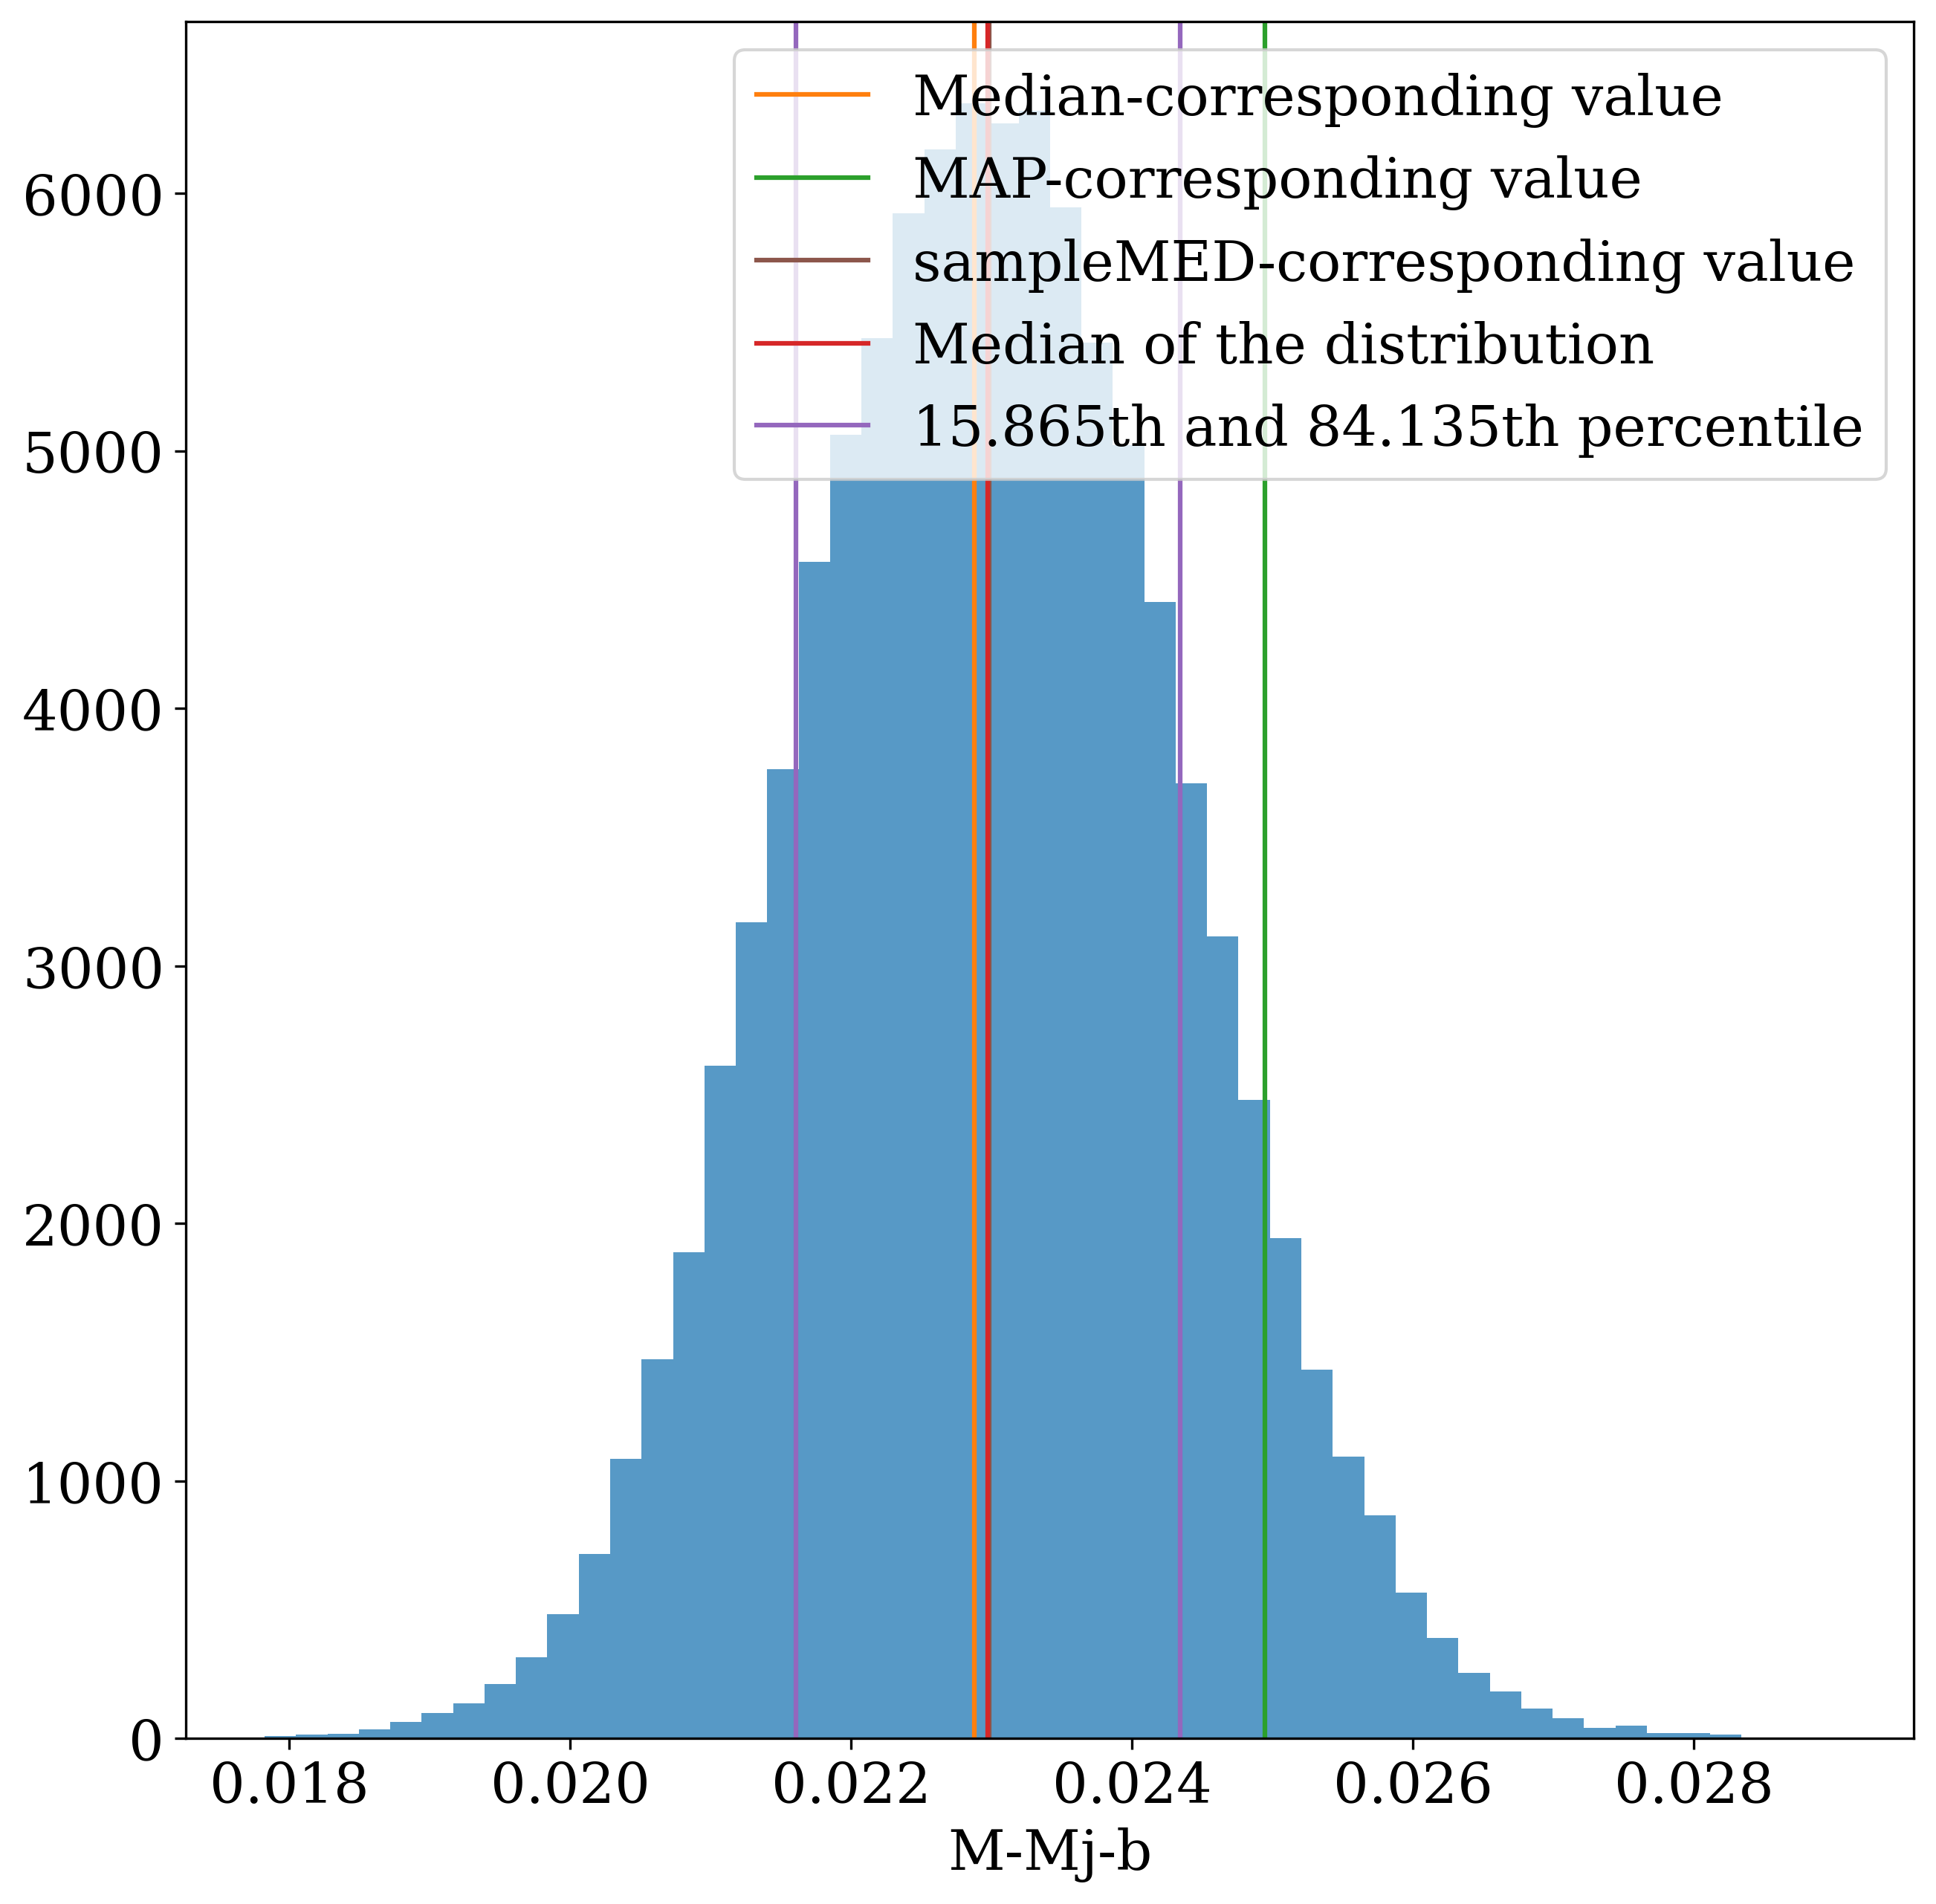 Median-corresponding value
MAP-corresponding value
sampleMED-corresponding value
Median of the distribution
15.865th and 84.135th percentile
6000
5000
4000
3000
2000
1000
0
0.018 0.020 0.022 0.024 0.026 0.028
M-Mj-b